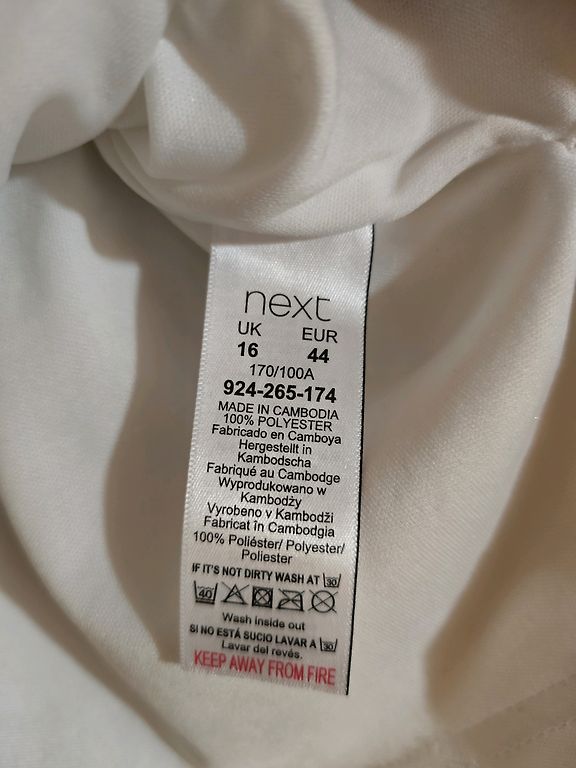 next
UK EUR
16 44
170/100A
924-265-174
MADE IN CAMBODIA
100% POLYESTER
Fabricado en Camboya
Hergestellt in
Kambodscha
Fabriqué au Cambodge
Wyprodukowano w
Kambodży
Vyrobeno v Kambodži
Fabricat în Cambodgia
100% Poliéster/ Polyester/
Poliester
IF IT'S NOT DIRTY WASH AT 30
40
Wash inside out
SI NO ESTÁ SUCIO LAVAR A 30
Lavar del revés.
KEEP AWAY FROM FIRE